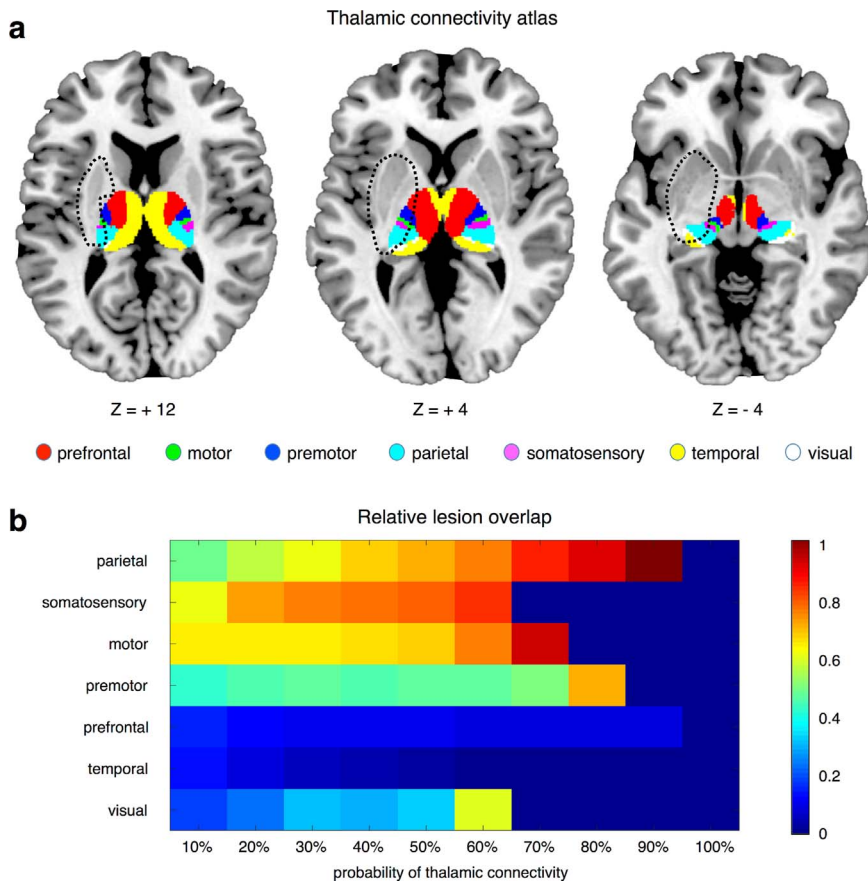 Thalamic connectivity atlas
a
Z = + 12
Z = + 4
Z = - 4
prefrontal motor premotor parietal somatosensory temporal visual
b
Relative lesion overlap
parietal
somatosensory
motor
premotor
prefrontal
temporal
visual
10% 20% 30% 40% 50% 60% 70% 80% 90% 100%
probability of thalamic connectivity
1
0.8
0.6
0.4
0.2
0